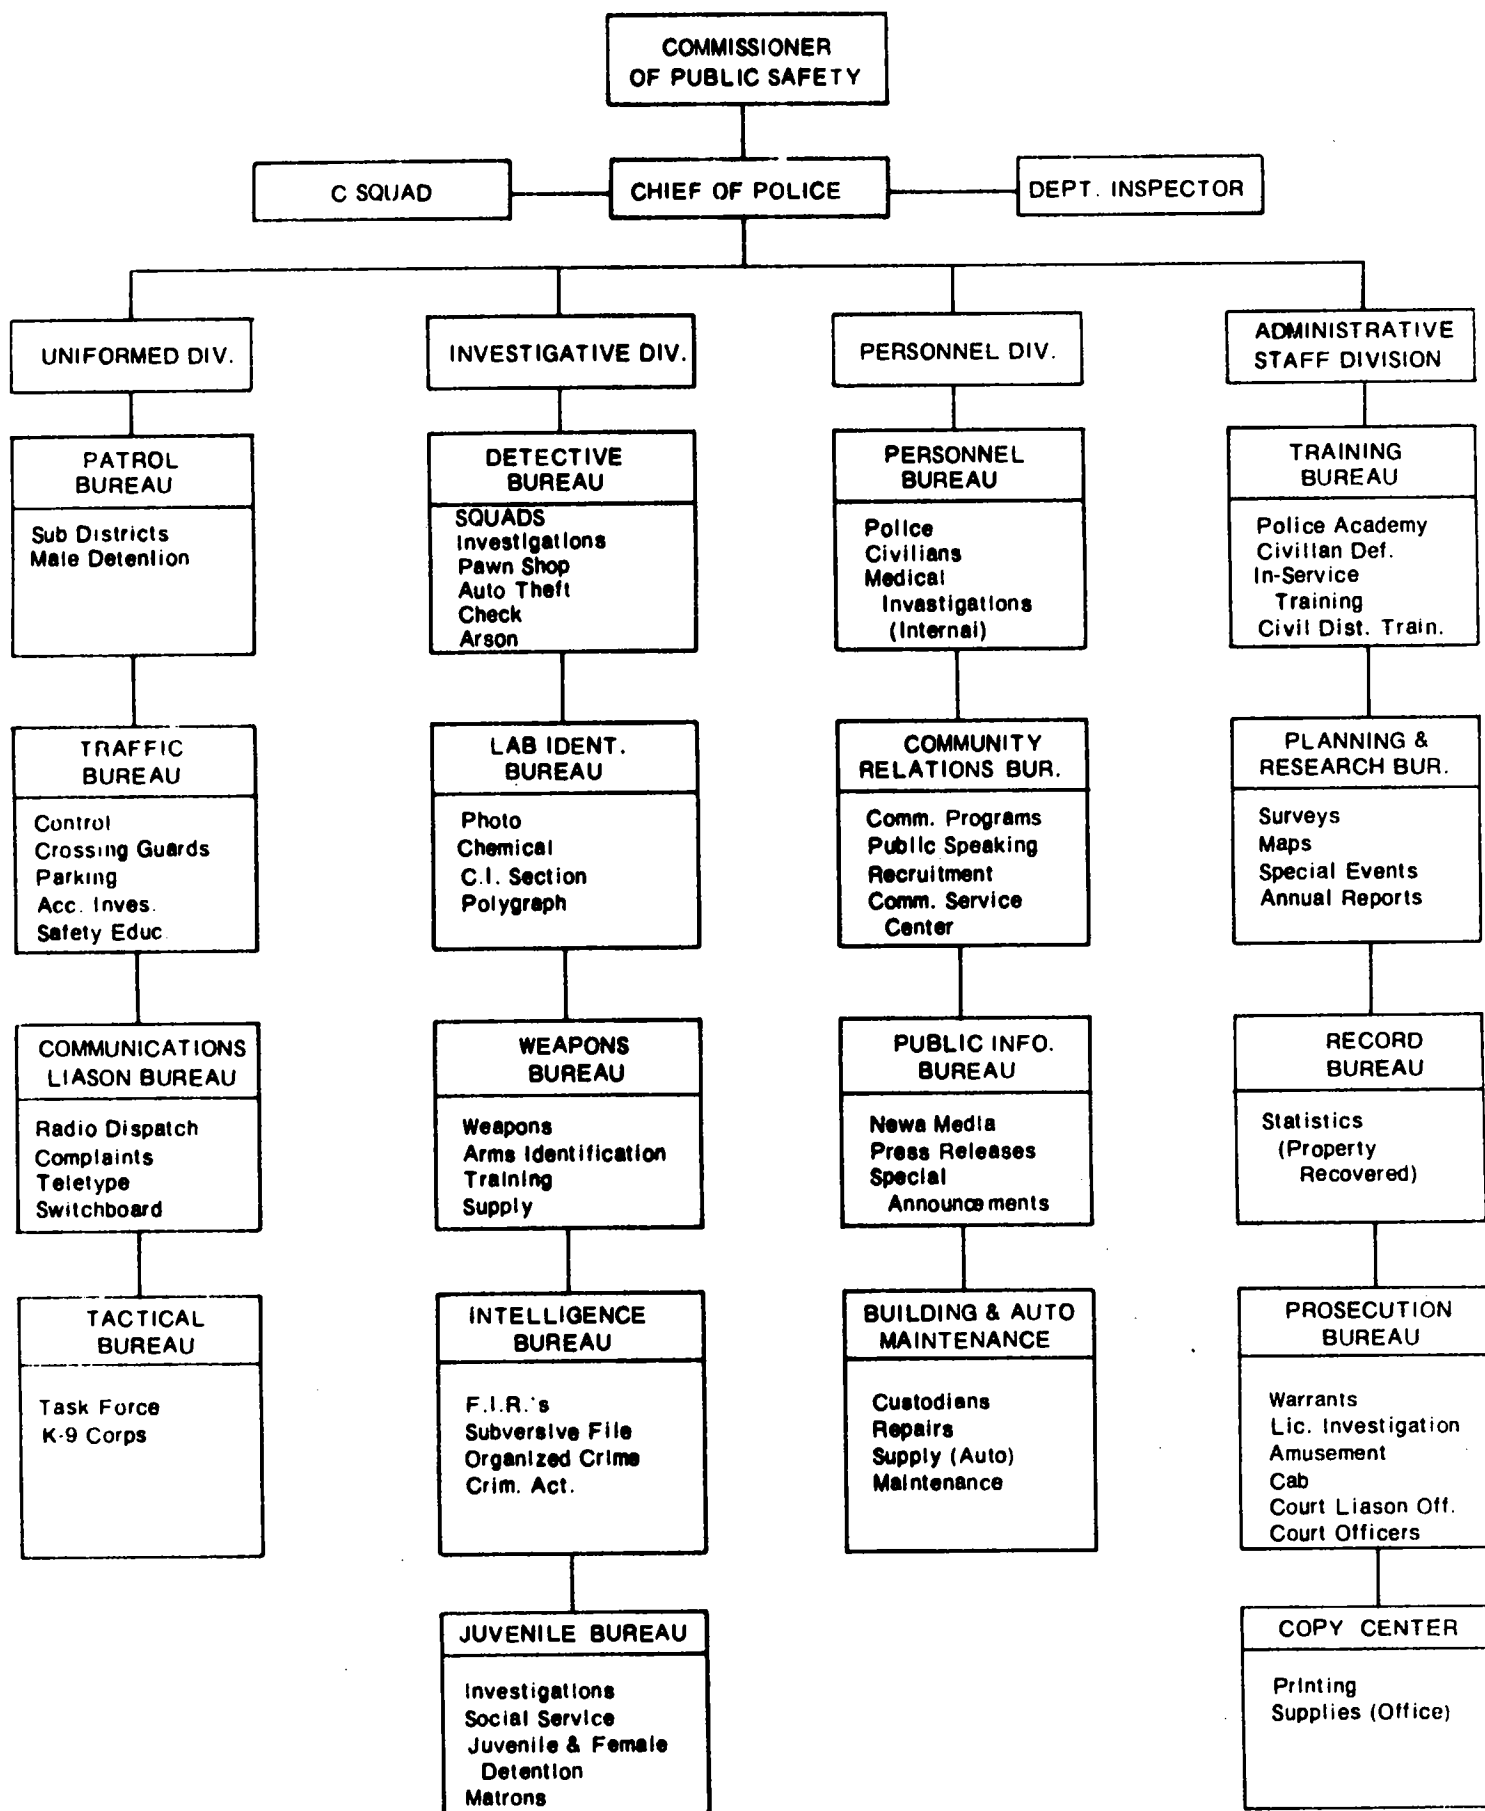 COMMISSIONER
OF PUBLIC SAFETY
C SQUAD
CHIEF OF POLICE
DEPT. INSPECTOR
UNIFORMED DIV.
PATROL
BUREAU
Sub Districts
Male Detention
TRAFFIC
BUREAU
Control
Crossing Guards
Parking
Acc. Inves.
Safety Educ.
COMMUNICATIONS
LIASON BUREAU
Radio Dispatch
Complaints
Teletype
Switchboard
TACTICAL
BUREAU
Task Force
K-9 Corps
INVESTIGATIVE DIV.
DETECTIVE
BUREAU
SQUADS
Investigations
Pawn Shop
Auto Theft
Check
Arson
LAB IDENT.
BUREAU
Photo
Chemical
C.I. Section
Polygraph
WEAPONS
BUREAU
Weapons
Arms Identification
Training
Supply
INTELLIGENCE
BUREAU
F.I.R.'s
Subversive File
Organized Crime
Crim. Act.
JUVENILE BUREAU
Investigations
Social Service
Juvenile & Female
Detention
Matrons
PERSONNEL DIV.
PERSONNEL
BUREAU
Police
Civilians
Medical
Invastigations
(Internal)
COMMUNITY
RELATIONS BUR.
Comm. Programs
Public Speaking
Recruitment
Comm. Service
Center
PUBLIC INFO.
BUREAU
Newa Media
Press Releases
Special
Announcements
BUILDING & AUTO
MAINTENANCE
Custodians
Repairs
Supply (Auto)
Maintenance
ADMINISTRATIVE
STAFF DIVISION
TRAINING
BUREAU
Police Academy
Civilian Def.
In-Service
Training
Civil Dist. Train.
PLANNING &
RESEARCH BUR.
Surveys
Maps
Special Events
Annual Reports
RECORD
BUREAU
Statistics
(Property
Recovered)
PROSECUTION
BUREAU
Warrants
Lic. Investigation
Amusement
Cab
Court Liason Off.
Court Officers
COPY CENTER
Printing
Supplies (Office)